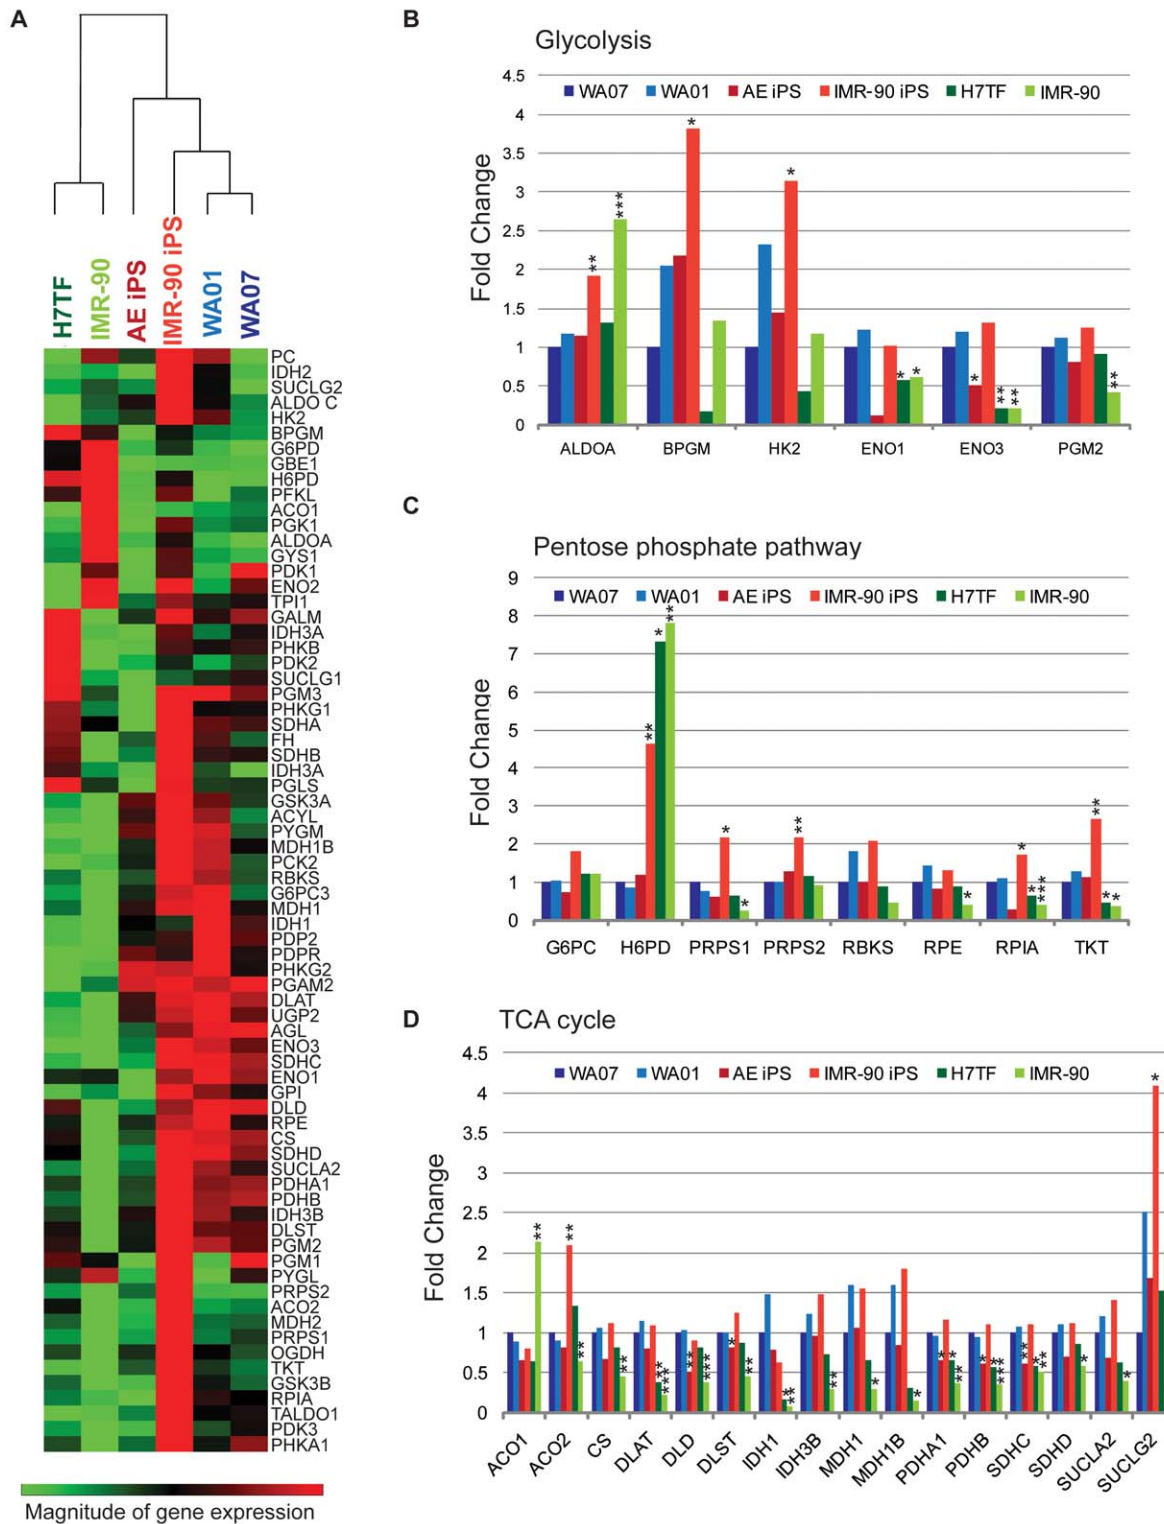 A
H7TF
IMR-90
AE iPS
IMR-90 iPS
WA01
WA07
PC
IDH2
SUCLG2
ALDO C
HK2
BPGM
G6PD
GBE1
H6PD
PFKL
ACO1
PGK1
ALDOA
GYS1
PDK1
ENO2
TPI1
GALM
IDH3A
PHKB
PDK2
SUCLG1
PGM3
PHKG1
SDHA
FH
SDHB
IDH3A
PGLS
GSK3A
ACYL
PYGM
MDH1B
PCK2
RBKS
G6PC3
MDH1
IDH1
PDP2
PDPR
PHKG2
PGAM2
DLAT
UGP2
AGL
ENO3
SDHC
ENO1
GPI
DLD
RPE
CS
SDHD
SUCLA2
PDHA1
PDHB
IDH3B
DLST
PGM2
PGM1
PYGL
PRPS2
ACO2
MDH2
PRPS1
OGDH
TKT
GSK3B
RPIA
TALDO1
PDK3
PHKA1
Magnitude of gene expression
B
Glycolysis
WA07 WA01 AE iPS IMR-90 iPS H7TF IMR-90
Fold Change
4.5
4
3.5
3
2.5
2
1.5
1
0.5
0
*
*
**
***
* *
* ** **
**
ALDOA BPGM HK2 ENO1 ENO3 PGM2
C
Pentose phosphate pathway
WA07 WA01 AE iPS IMR-90 iPS H7TF IMR-90
Fold Change
9
8
7
6
5
4
3
2
1
0
** * **
* *
**
*
* ** ***
** * *
G6PC H6PD PRPS1 PRPS2 RBKS RPE RPIA TKT
D
TCA cycle
WA07 WA01 AE iPS IMR-90 iPS H7TF IMR-90
Fold Change
4.5
4
3.5
3
2.5
2
1.5
1
0.5
0
ACO1 ACO2 CS DLAT DLD DLST IDH1 IDH3B MDH1 MDH1B PDHA1 PDHB SDHC SDHD SUCLA2 SUCLG2